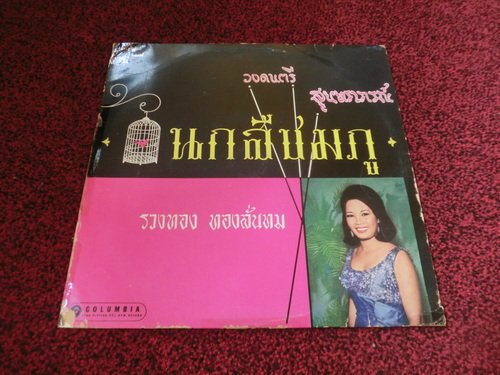 วงดนตรี
สุนทราภรณ์
นกสีชมภู
รวงทอง ทองลั่นทม
COLUMBIA